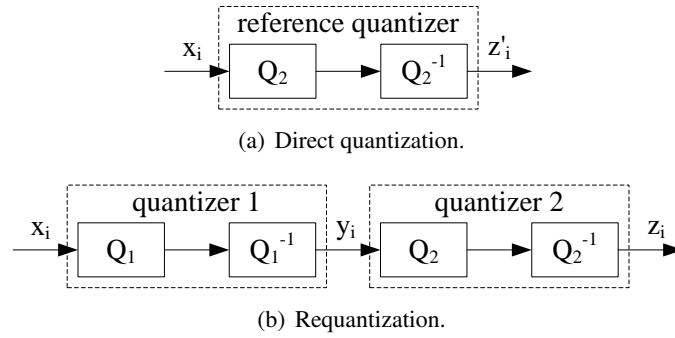 reference quantizer
x_i Q_2 Q_2^-1 z'_i
(a) Direct quantization.
quantizer 1 quantizer 2
x_i Q_1 Q_1^-1 y_i Q_2 Q_2^-1 z_i
(b) Requantization.